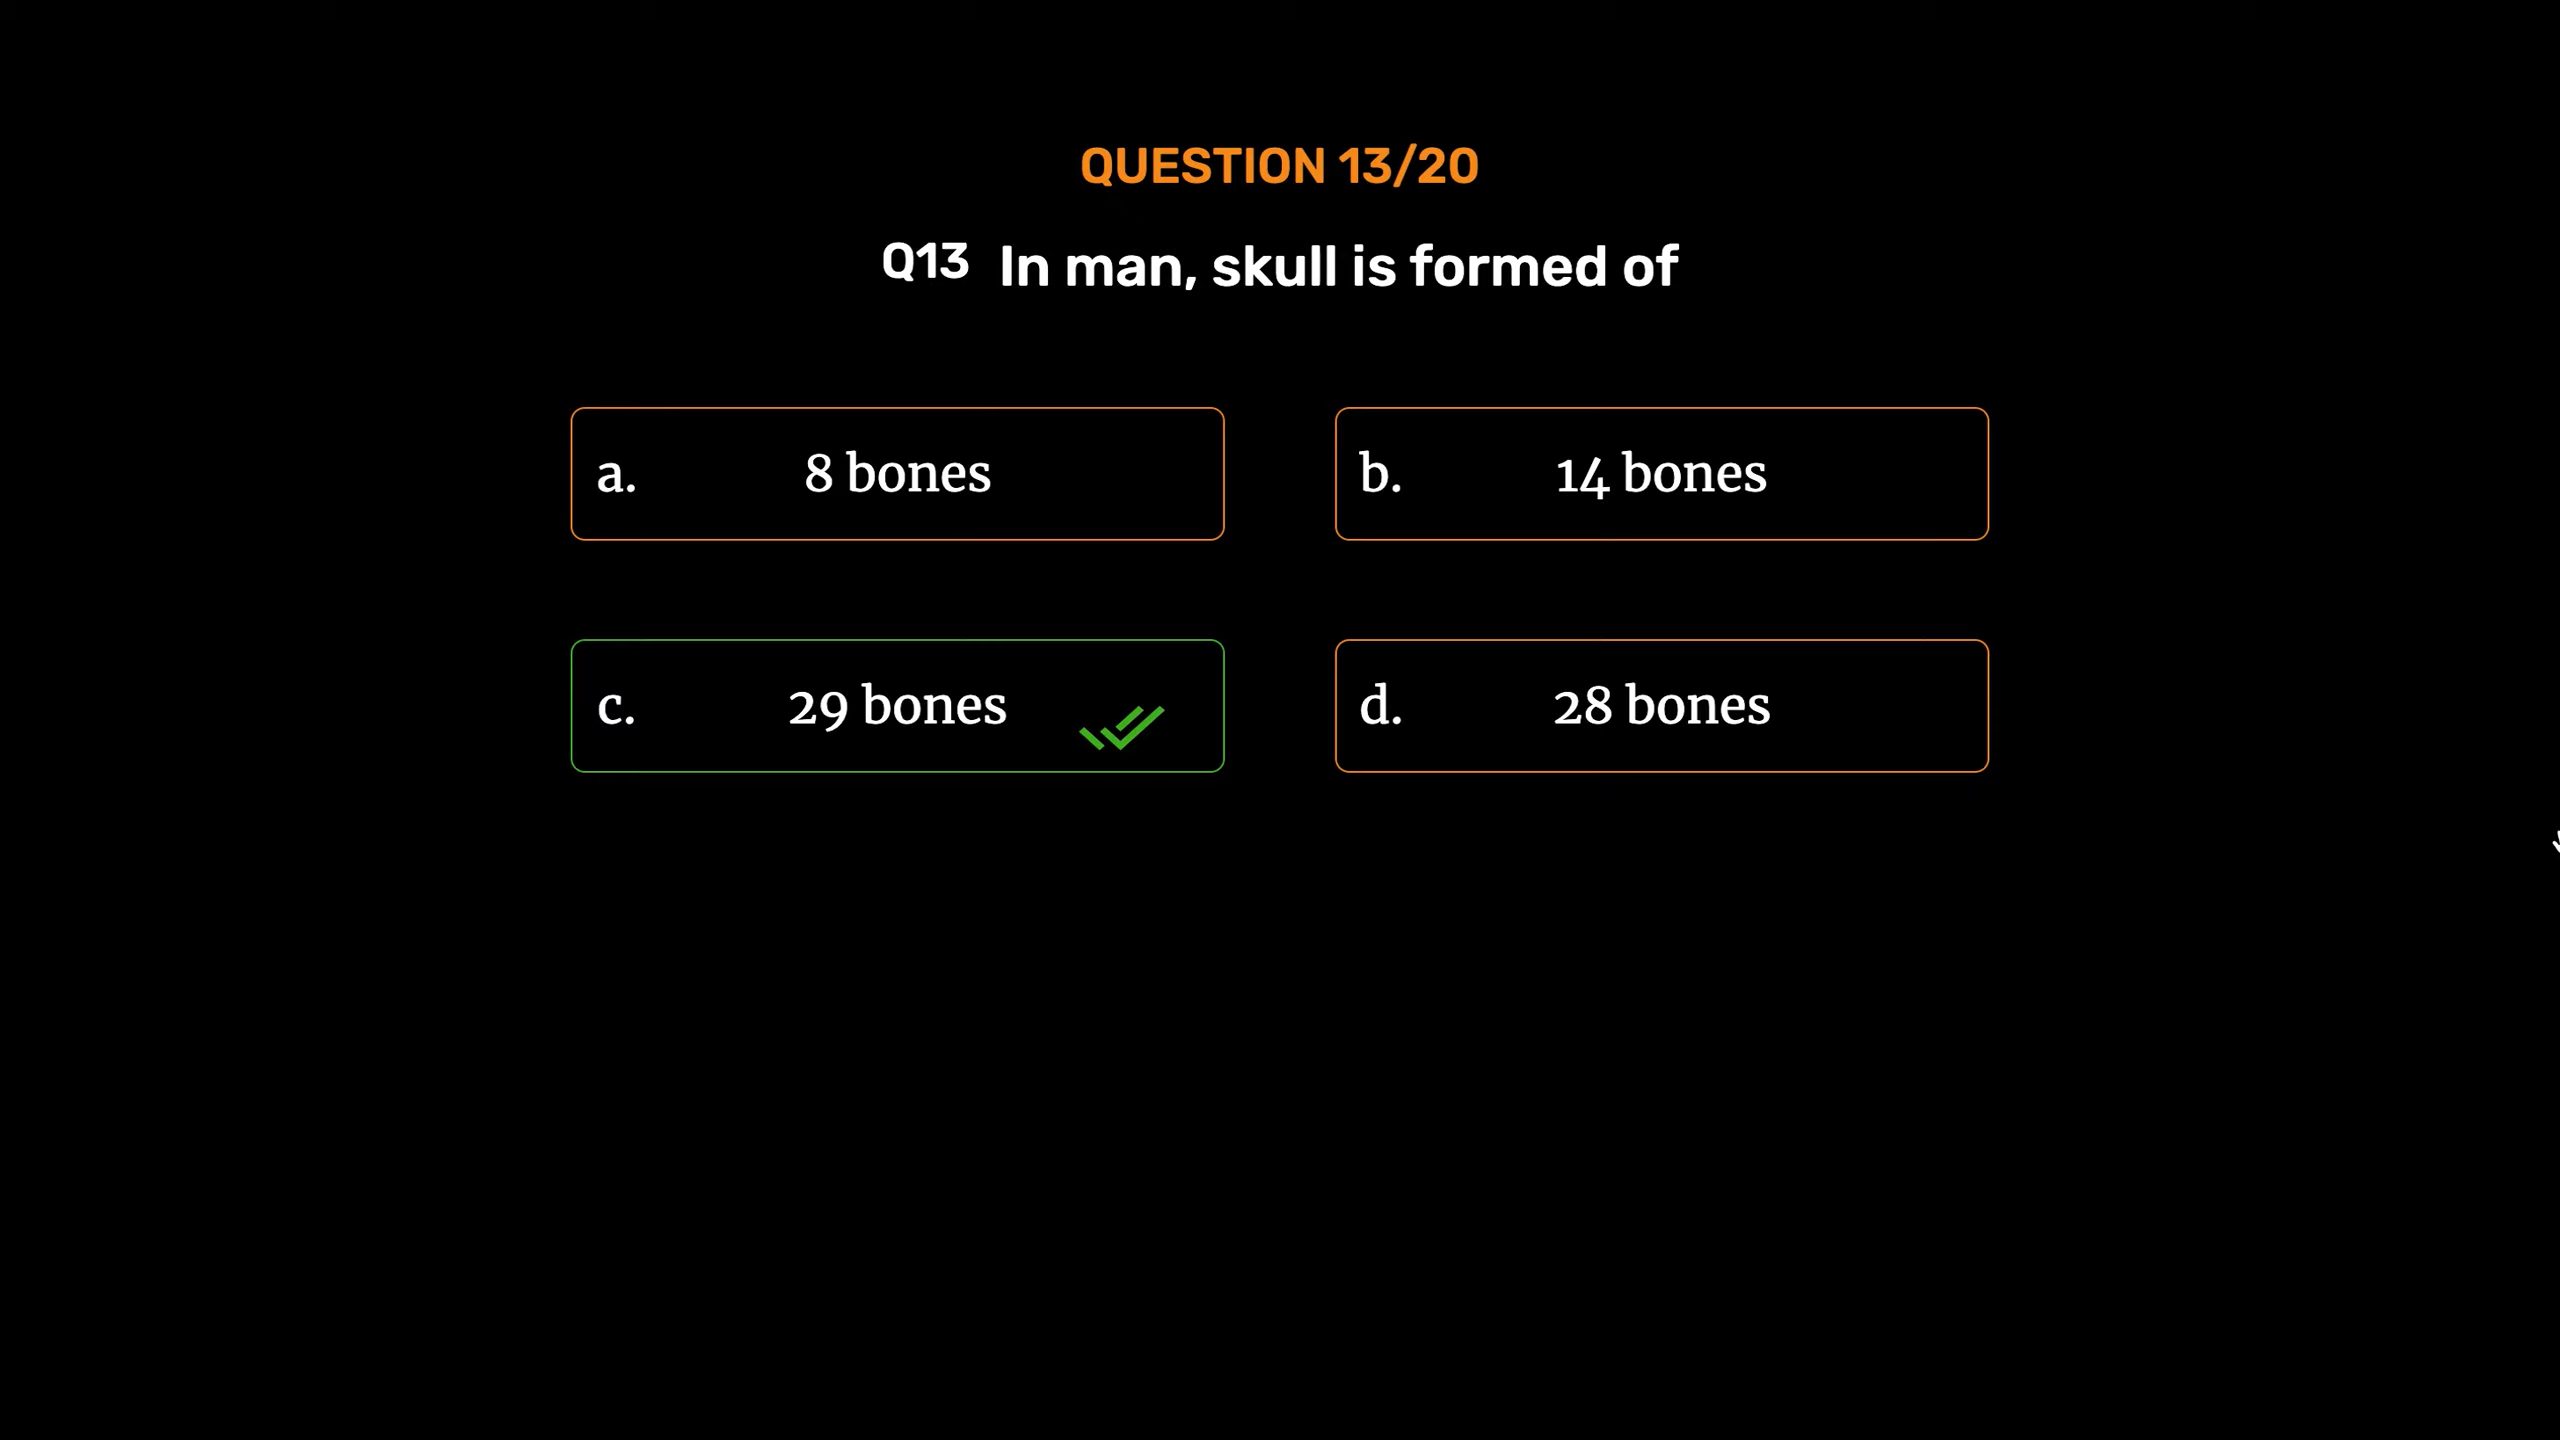 QUESTION 13/20
Q13 In man, skull is formed of
a. 8 bones
b. 14 bones
c. 29 bones
d. 28 bones